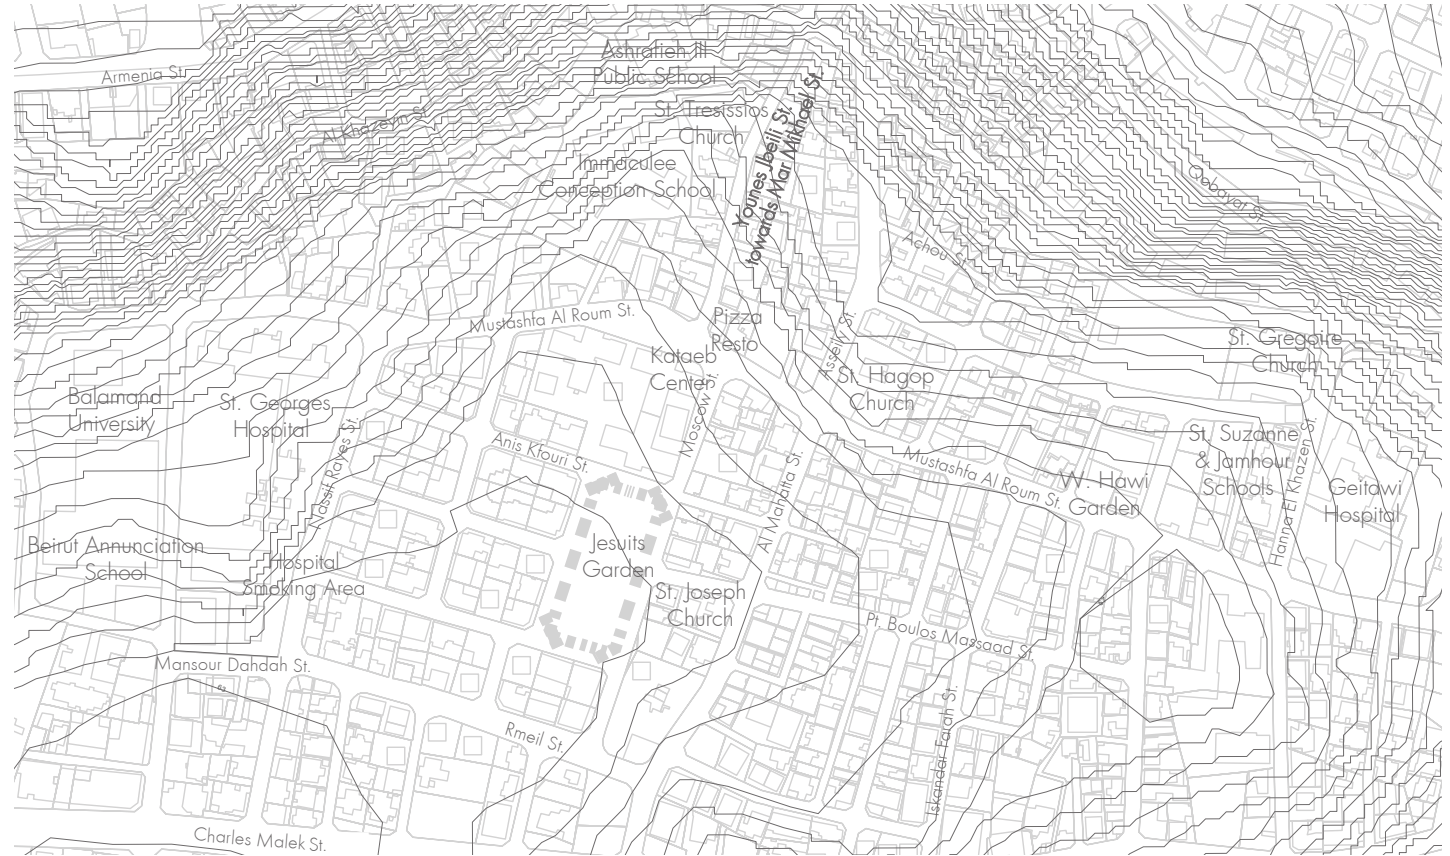 Ashrafieh III
Public School
Armenia St.
Al Khazeyin St.
St. Tresissios
Church
Younes beii St.
towards Mar Mikhael St.
Immaculee
Conception School
Qobayat St.
Achou St.
Mustashfa Al Roum St.
Pizza
Resto
Asseily St.
St. Gregoire
Church
Kataeb
Center
St. Hagop
Church
Balamand
University
St. Georges
Hospital
Moscow St.
Nassif Rayes St.
Anis Kfouri St.
Al Mahatta St.
Mustashfa Al Roum St.
W. Hawi
Garden
St. Suzanne
& Jamhour
Schools
Hanna El Khazen St.
Geitawi
Hospital
Beirut Annunciation
School
Hospital
Smoking Area
Jesuits
Garden
St. Joseph
Church
Pt. Boulos Massaad St.
Mansour Dahdah St.
Rmeil St.
Iskandar Farah St.
Charles Malek St.